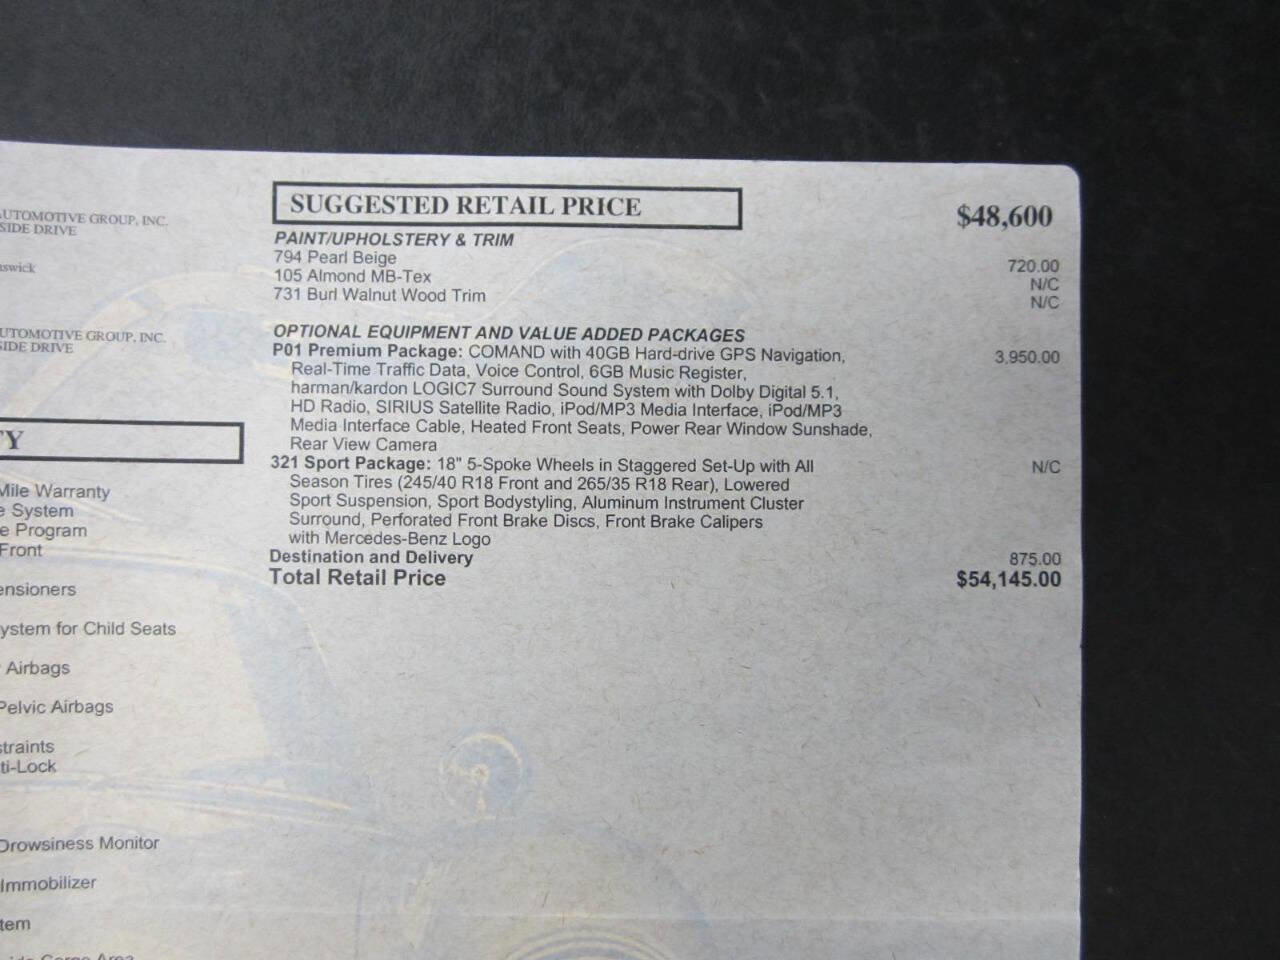 AUTOMOTIVE GROUP, INC.
SIDE DRIVE
AUTOMOTIVE GROUP, INC.
SIDE DRIVE
TY
Mile Warranty
e System
e Program
Front
ensioners
ystem for Child Seats
Airbags
Pelvic Airbags
straints
ti-Lock
Drowsiness Monitor
Immobilizer
tem
SUGGESTED RETAIL PRICE $48,600
PAINT/UPHOLSTERY & TRIM
794 Pearl Beige 720.00
105 Almond MB-Tex N/C
731 Burl Walnut Wood Trim N/C
OPTIONAL EQUIPMENT AND VALUE ADDED PACKAGES
P01 Premium Package: COMAND with 40GB Hard-drive GPS Navigation, 3,950.00
Real-Time Traffic Data, Voice Control, 6GB Music Register,
harman/kardon LOGIC7 Surround Sound System with Dolby Digital 5.1,
HD Radio, SIRIUS Satellite Radio, iPod/MP3 Media Interface, iPod/MP3
Media Interface Cable, Heated Front Seats, Power Rear Window Sunshade,
Rear View Camera
321 Sport Package: 18" 5-Spoke Wheels in Staggered Set-Up with All N/C
Season Tires (245/40 R18 Front and 265/35 R18 Rear), Lowered
Sport Suspension, Sport Bodystyling, Aluminum Instrument Cluster
Surround, Perforated Front Brake Discs, Front Brake Calipers
with Mercedes-Benz Logo
Destination and Delivery 875.00
Total Retail Price $54,145.00